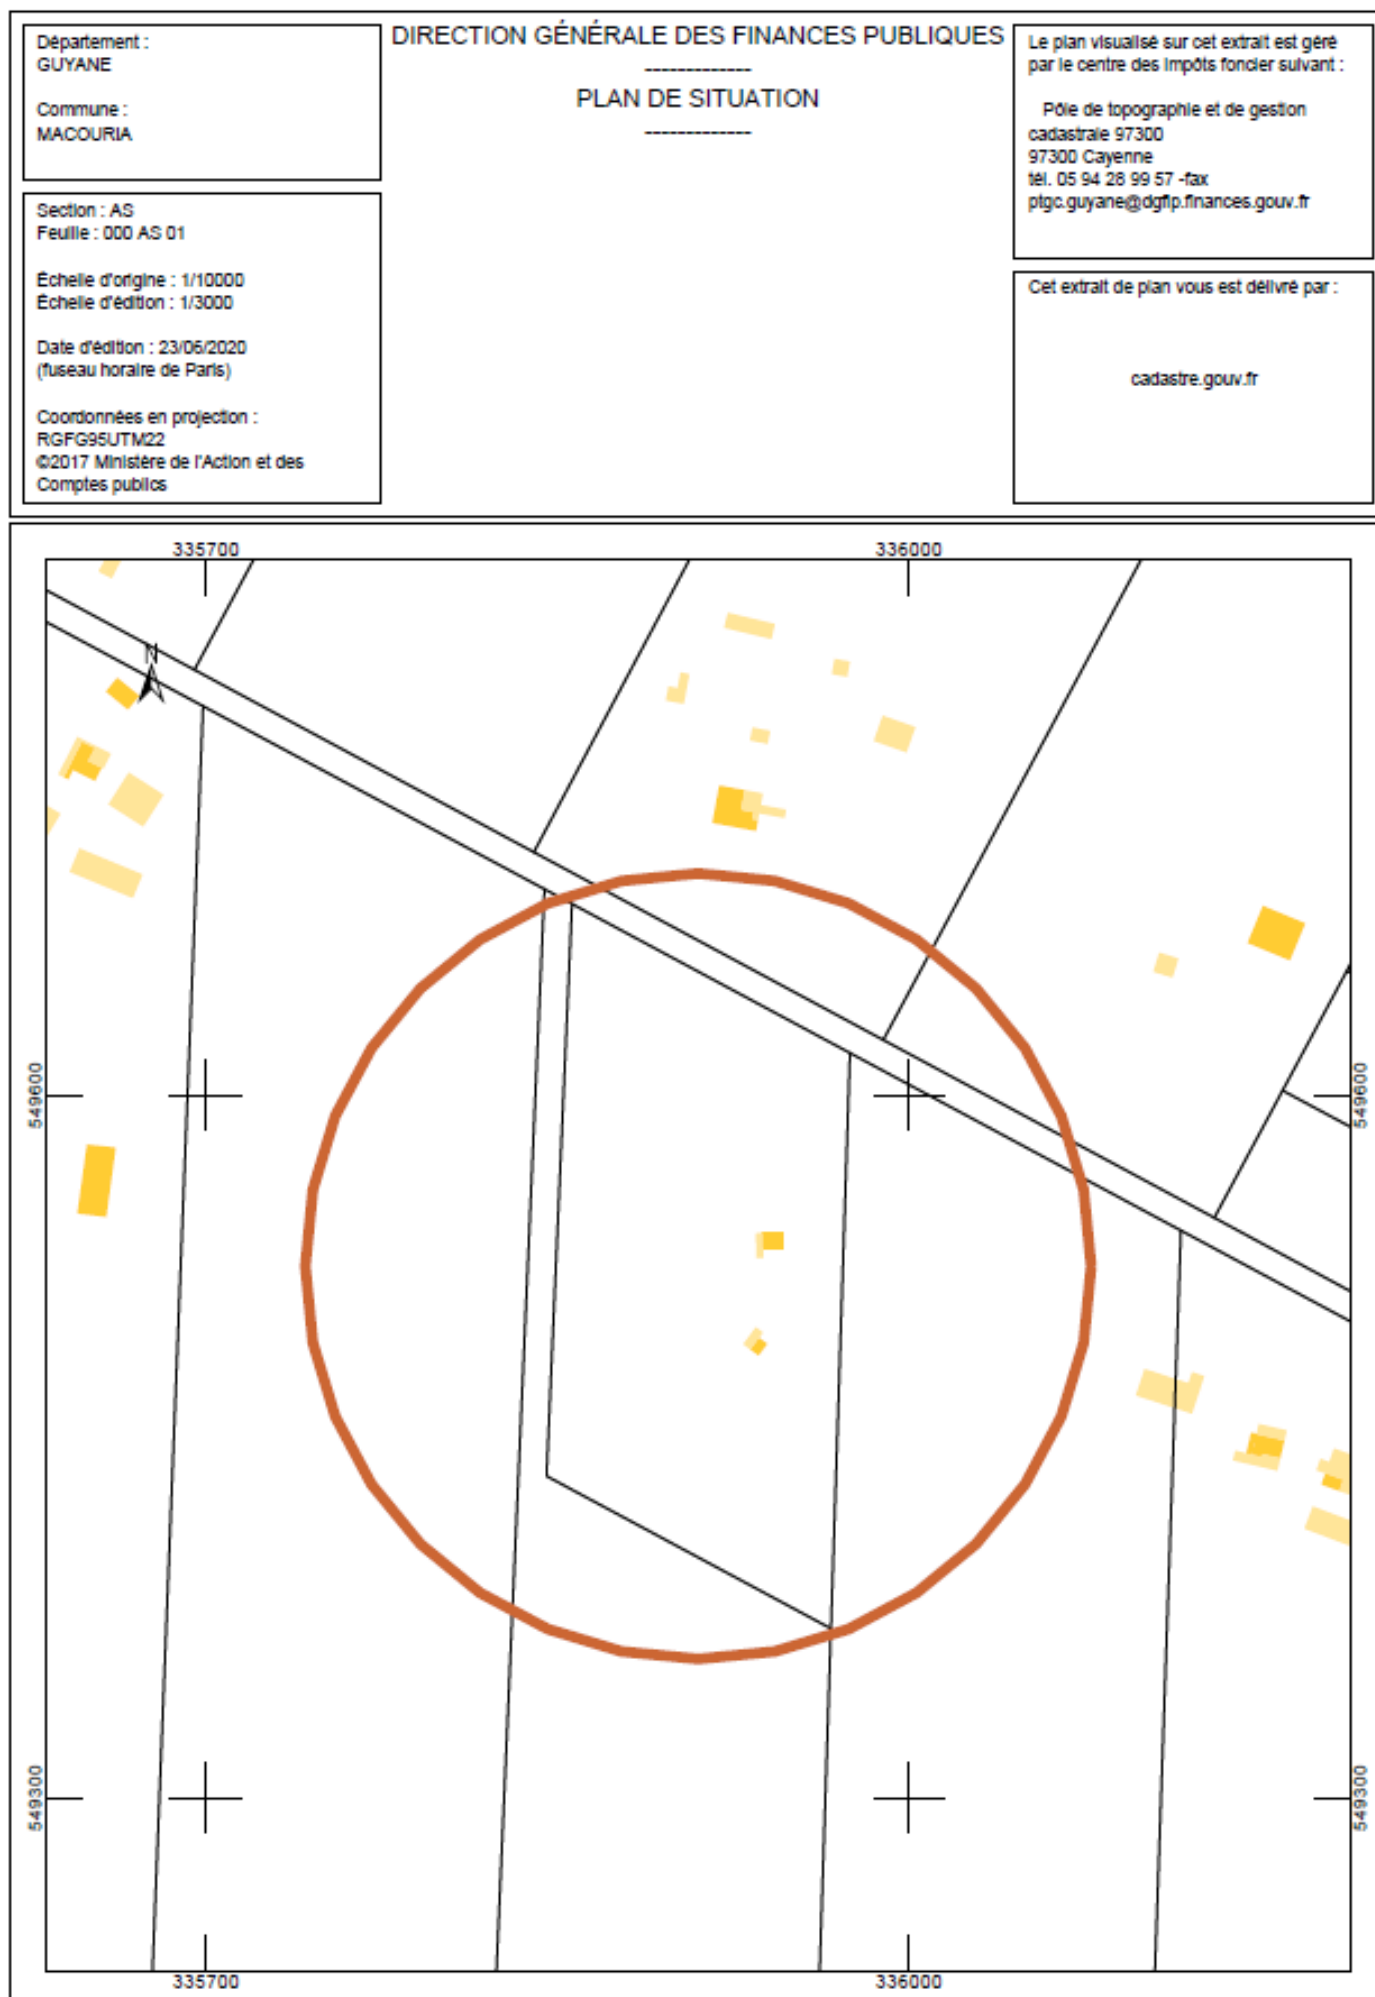 Département :
GUYANE
Commune :
MACOURIA
Section : AS
Feuille : 000 AS 01
Échelle d'origine : 1/10000
Échelle d'édition : 1/3000
Date d'édition : 23/06/2020
(fuseau horaire de Paris)
Coordonnées en projection :
RGFG95UTM22
©2017 Ministère de l'Action et des
Comptes publics
DIRECTION GÉNÉRALE DES FINANCES PUBLIQUES
-------------
PLAN DE SITUATION
-------------
Le plan visualisé sur cet extrait est géré
par le centre des impôts foncier suivant :
Pôle de topographie et de gestion
cadastrale 97300
97300 Cayenne
tél. 05 94 28 99 57 -fax
ptgc.guyane@dgfip.finances.gouv.fr
Cet extrait de plan vous est délivré par :
cadastre.gouv.fr
335700
336000
N
549600
549600
549300
549300
335700
336000